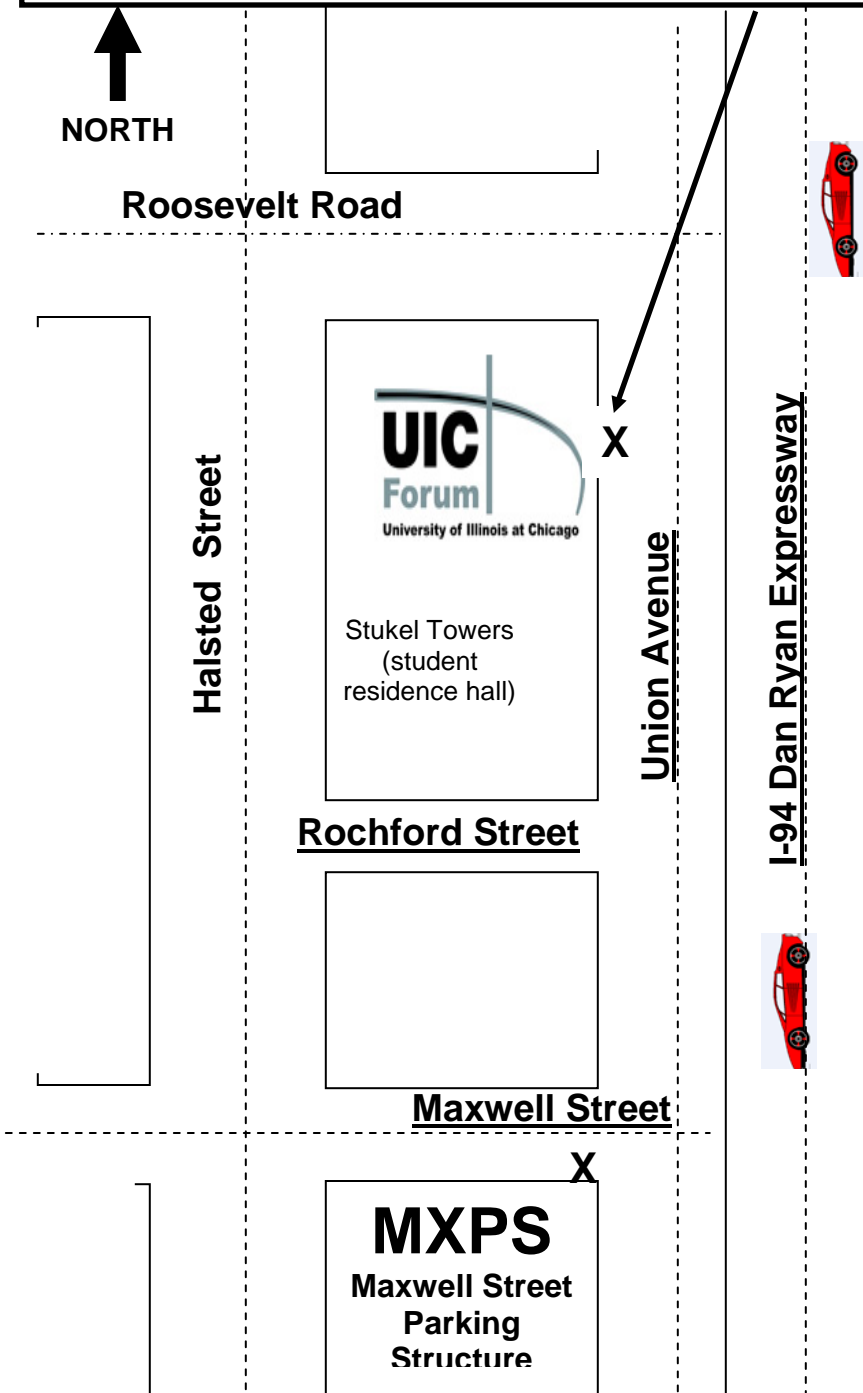 NORTH
Roosevelt Road
UIC
Forum
University of Illinois at Chicago
X
Halsted Street
Stukel Towers
(student
residence hall)
Union Avenue
I-94 Dan Ryan Expressway
Rochford Street
Maxwell Street
X
MXPS
Maxwell Street
Parking
Structure